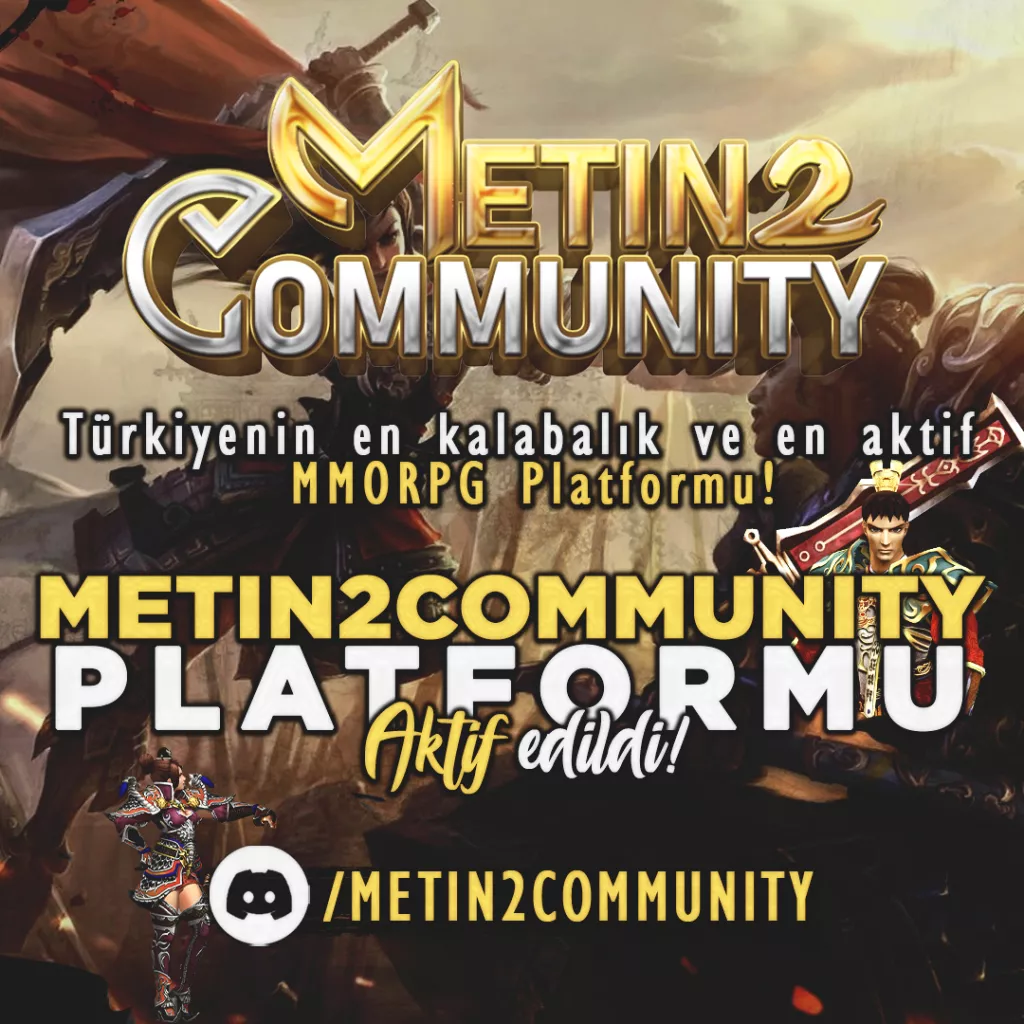 METIN2
COMMUNITY
Türkiyenin en kalabalık ve en aktif
MMORPG Platformu!
METIN2COMMUNITY
PLATFORMU
Aktif edildi!
/METIN2COMMUNITY